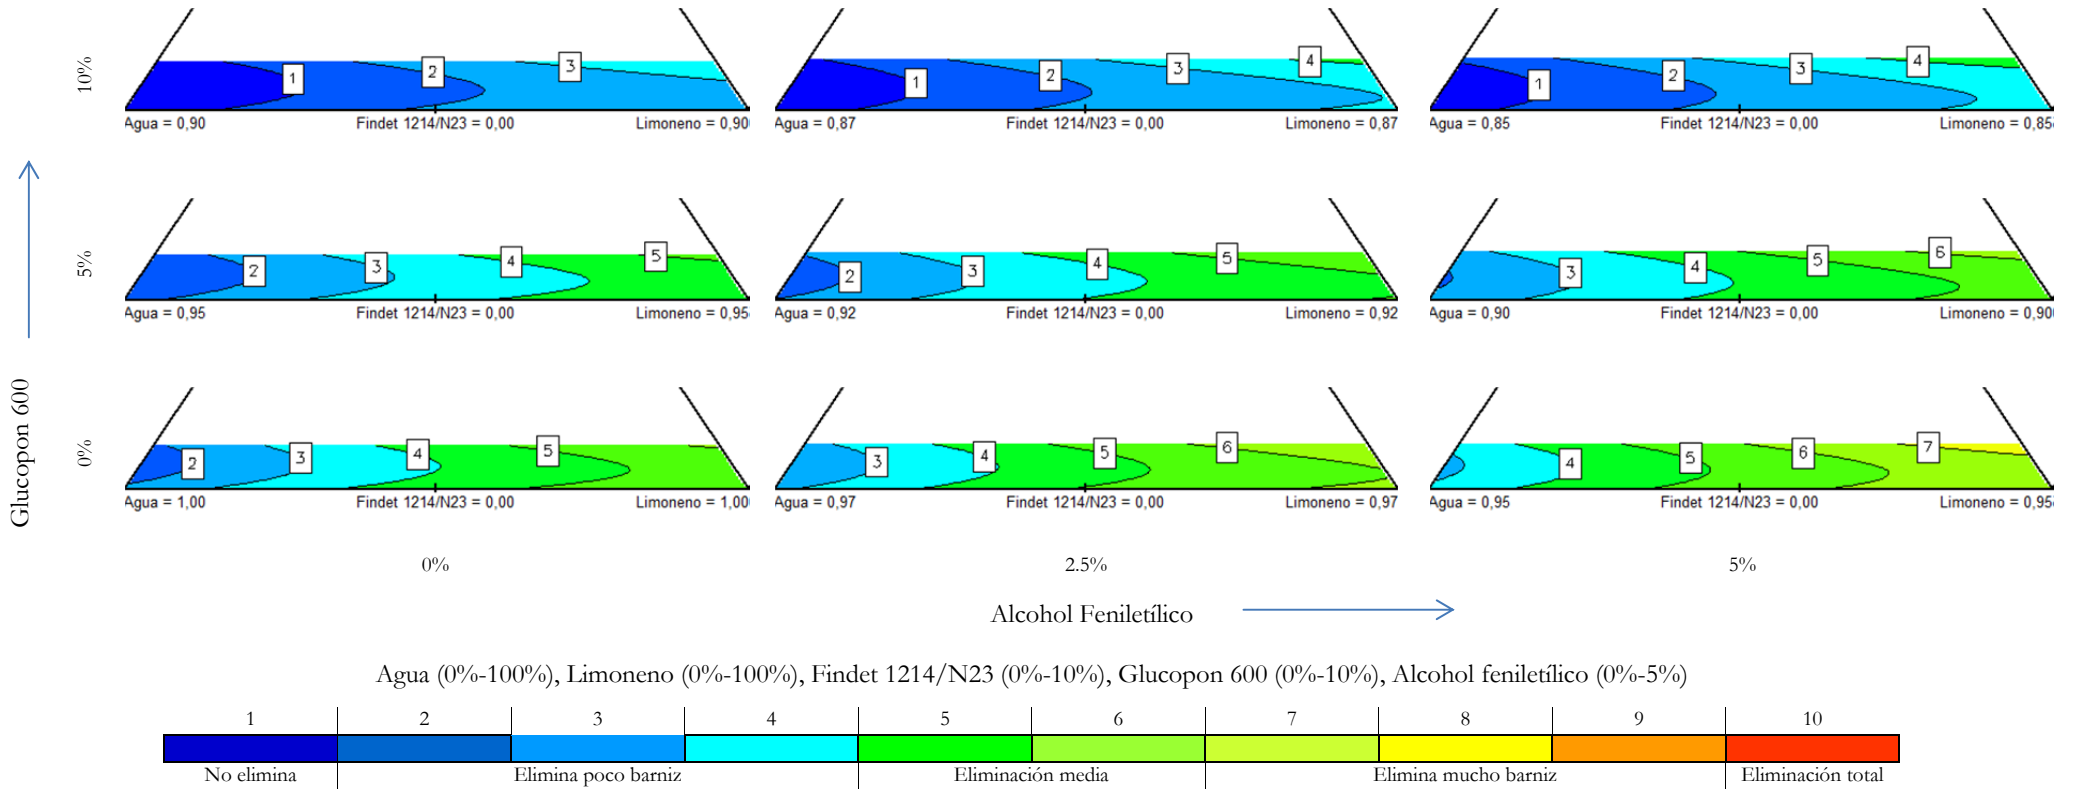 10%
1 2 3
1 2 3 4
1 2 3 4
Agua = 0,90 Findet 1214/N23 = 0,00 Limoneno = 0,90
Agua = 0,87 Findet 1214/N23 = 0,00 Limoneno = 0,87
Agua = 0,85 Findet 1214/N23 = 0,00 Limoneno = 0,85
5%
2 3 4 5
2 3 4 5
3 4 5 6
Agua = 0,95 Findet 1214/N23 = 0,00 Limoneno = 0,95
Agua = 0,92 Findet 1214/N23 = 0,00 Limoneno = 0,92
Agua = 0,90 Findet 1214/N23 = 0,00 Limoneno = 0,90
Glucopon 600
0%
2 3 4 5
3 4 5 6
4 5 6 7
Agua = 1,00 Findet 1214/N23 = 0,00 Limoneno = 1,00
Agua = 0,97 Findet 1214/N23 = 0,00 Limoneno = 0,97
Agua = 0,95 Findet 1214/N23 = 0,00 Limoneno = 0,95
0% 2.5% 5%
Alcohol Feniletílico
Agua (0%-100%), Limoneno (0%-100%), Findet 1214/N23 (0%-10%), Glucopon 600 (0%-10%), Alcohol feniletílico (0%-5%)
1 2 3 4 5 6 7 8 9 10
No elimina Elimina poco barniz Eliminación media Elimina mucho barniz Eliminación total